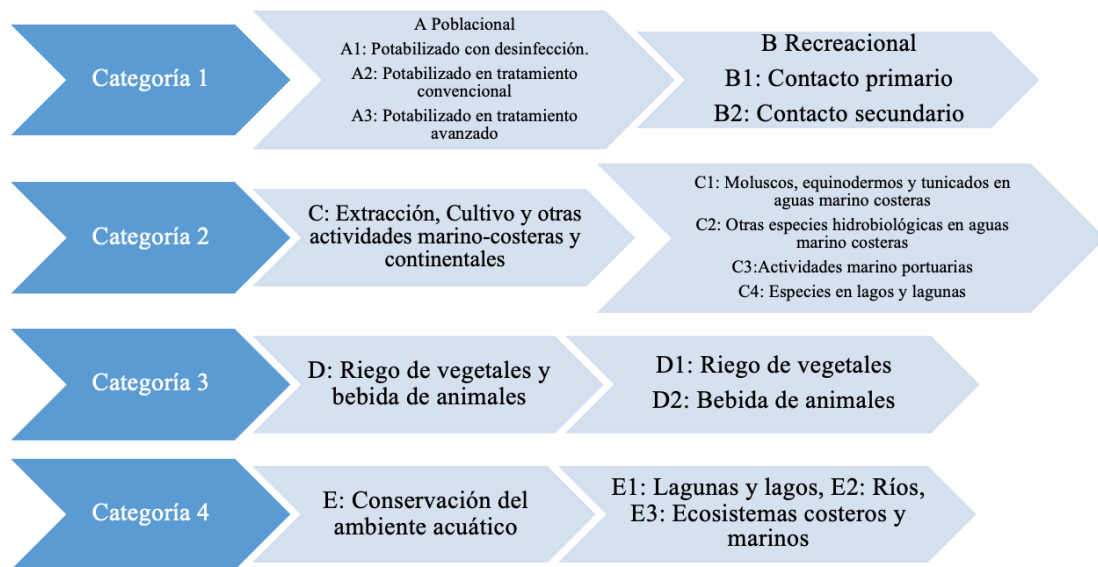 Categoría 1
A Poblacional
A1: Potabilizado con desinfección.
A2: Potabilizado en tratamiento
convencional
A3: Potabilizado en tratamiento
avanzado
B Recreacional
B1: Contacto primario
B2: Contacto secundario
Categoría 2
C: Extracción, Cultivo y otras
actividades marino-costeras y
continentales
C1: Moluscos, equinodermos y tunicados en
aguas marino costeras
C2: Otras especies hidrobiológicas en aguas
marino costeras
C3:Actividades marino portuarias
C4: Especies en lagos y lagunas
Categoría 3
D: Riego de vegetales y
bebida de animales
D1: Riego de vegetales
D2: Bebida de animales
Categoría 4
E: Conservación del
ambiente acuático
E1: Lagunas y lagos, E2: Ríos,
E3: Ecosistemas costeros y
marinos